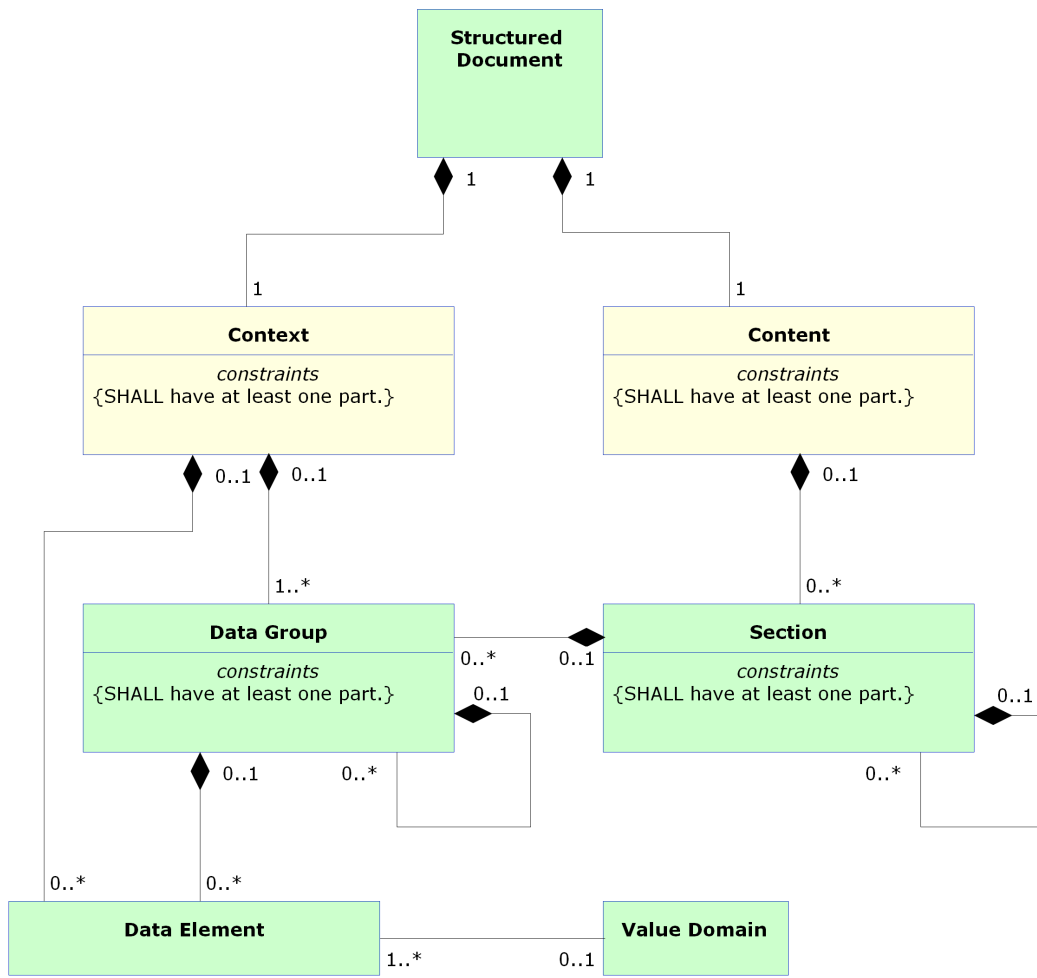 Structured
Document
1
1
1
1
Context
constraints
{SHALL have at least one part.}
Content
constraints
{SHALL have at least one part.}
0..1
0..1
0..1
1..*
0..*
Data Group
constraints
{SHALL have at least one part.}
Section
constraints
{SHALL have at least one part.}
0..*
0..1
0..1
0..1
0..1
0..*
0..*
0..*
0..*
Data Element
Value Domain
1..*
0..1